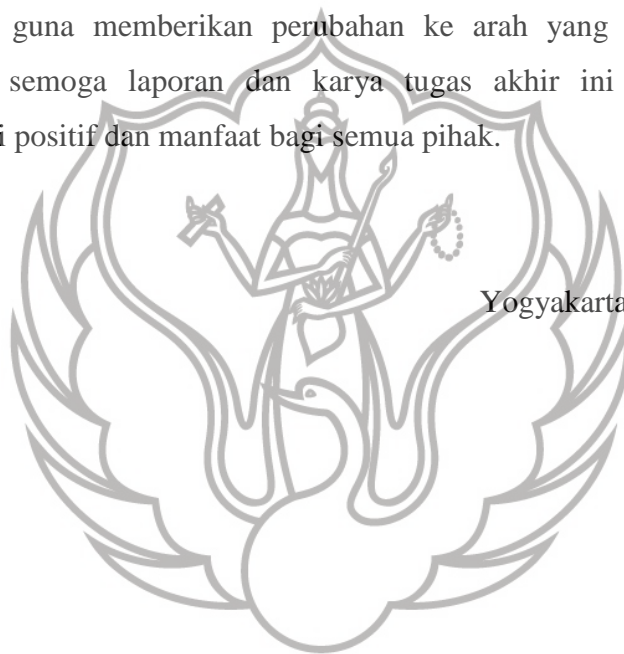 guna memberikan perubahan ke arah yang
semoga laporan dan karya tugas akhir ini
i positif dan manfaat bagi semua pihak.
Yogyakarta